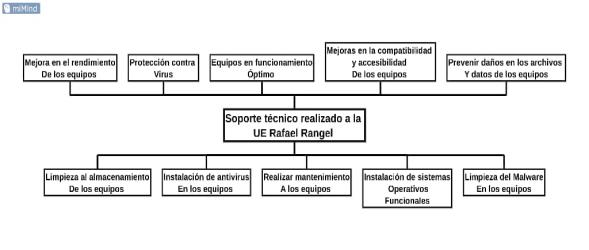 miMind
Mejora en el rendimiento
De los equipos
Protección contra
Virus
Equipos en funcionamiento
Óptimo
Mejoras en la compatibilidad
y accesibilidad
De los equipos
Prevenir daños en los archivos
Y datos de los equipos
Soporte técnico realizado a la
UE Rafael Rangel
Limpieza al almacenamiento
De los equipos
Instalación de antivirus
En los equipos
Realizar mantenimiento
A los equipos
Instalación de sistemas
Operativos
Funcionales
Limpieza del Malware
En los equipos